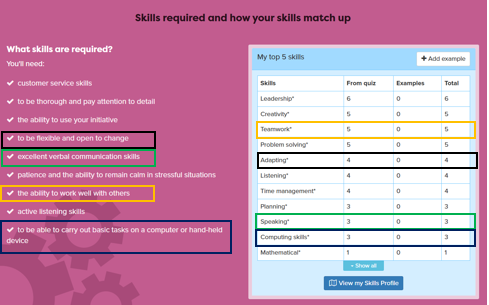 Skills required and how your skills match up
What skills are required?
You'll need:
customer service skills
to be thorough and pay attention to detail
the ability to use your initiative
to be flexible and open to change
excellent verbal communication skills
patience and the ability to remain calm in stressful situations
the ability to work well with others
active listening skills
to be able to carry out basic tasks on a computer or hand-held
device
My top 5 skills
+ Add example
Skills From quiz Examples Total
Leadership* 6 0 6
Creativity* 5 0 5
Teamwork* 5 0 5
Problem solving* 5 0 5
Adapting* 4 0 4
Listening* 4 0 4
Time management* 4 0 4
Planning* 3 0 3
Speaking* 3 0 3
Computing skills* 3 0 3
Mathematical* 1 0 1
+ Show all
View my Skills Profile